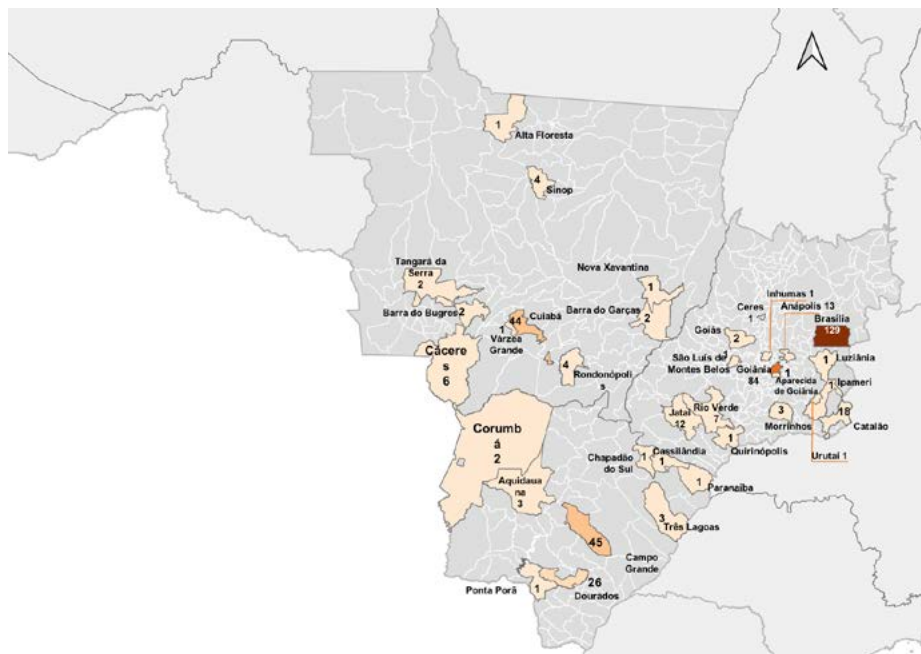 1
Alta Floresta
4
Sinop
Tangará da
Serra
2
Nova Xavantina
1
Inhumas 1
Anápolis 13
Ceres
1
Brasília
129
Barra do Bugres
2
44
Cuiabá
1
Várzea
Grande
Barra do Garças
2
Goiás
2
1
São Luís de
Montes Belos
Goiânia
84
1
Aparecida
de Goiânia
1
Luziânia
Cácere
s
6
4
Rondonópoli
s
1
Ipameri
Jataí
12
Rio Verde
7
3
Morrinhos
18
Catalão
Corumb
á
2
Chapadão
do Sul
1
Cassilândia
1
1
Quirinópolis
Urutaí 1
Aquidaua
na
3
1
Paranaíba
3
Três Lagoas
45
Campo
Grande
Ponta Porã
1
26
Dourados